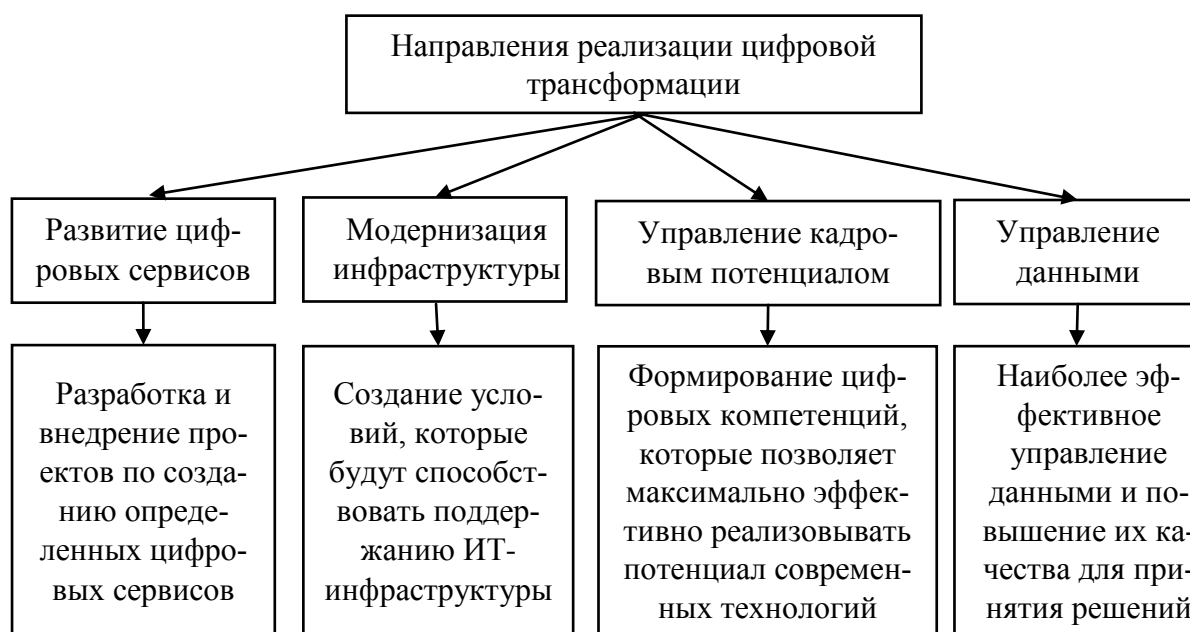 Направления реализации цифровой
трансформации
Развитие циф-
ровых сервисов
Модернизация
инфраструктуры
Управление кадро-
вым потенциалом
Управление
данными
Разработка и
внедрение про-
ектов по созда-
нию опреде-
ленных цифро-
вых сервисов
Создание усло-
вий, которые
будут способст-
вовать поддер-
жанию ИТ-
инфраструктуры
Формирование циф-
ровых компетенций,
которые позволяет
максимально эффек-
тивно реализовывать
потенциал современ-
ных технологий
Наиболее эф-
фективное
управление
данными и по-
вышение их ка-
чества для при-
нятия решений